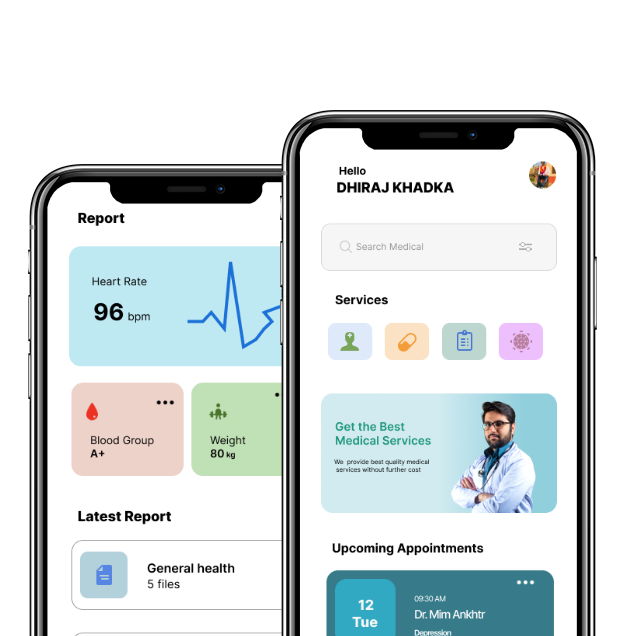 Report
Heart Rate
96 bpm
Blood Group
A+
Weight
80 kg
Latest Report
General health
5 files
Hello
DHIRAJ KHADKA
Search Medical
Services
Get the Best
Medical Services
We provide best quality medical
services without further cost
Upcoming Appointments
12
Tue
09:30 AM
Dr. Mim Ankhtr
Depression